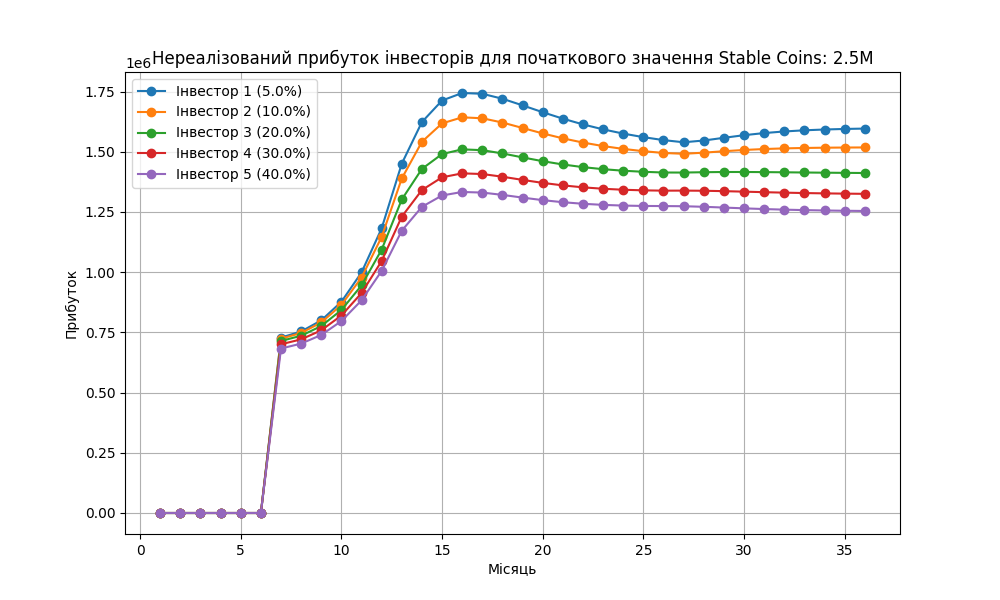 Нереалізований прибуток інвесторів для початкового значення Stable Coins: 2.5M
1e6
Інвестор 1 (5.0%)
Інвестор 2 (10.0%)
Інвестор 3 (20.0%)
Інвестор 4 (30.0%)
Інвестор 5 (40.0%)
1.75
1.50
1.25
1.00
0.75
0.50
0.25
0.00
Прибуток
0 5 10 15 20 25 30 35
Місяць